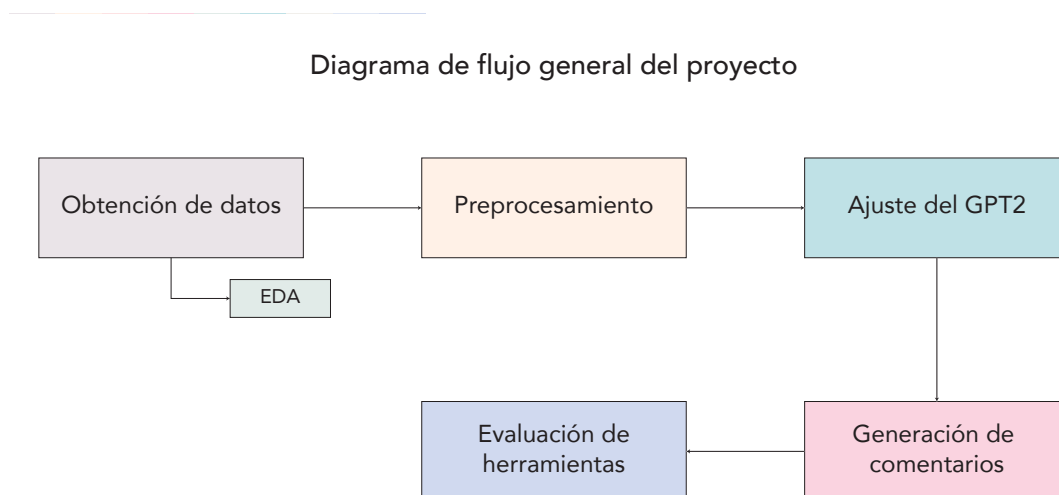 Diagrama de flujo general del proyecto
Obtención de datos
Preprocesamiento
Ajuste del GPT2
EDA
Evaluación de
herramientas
Generación de
comentarios